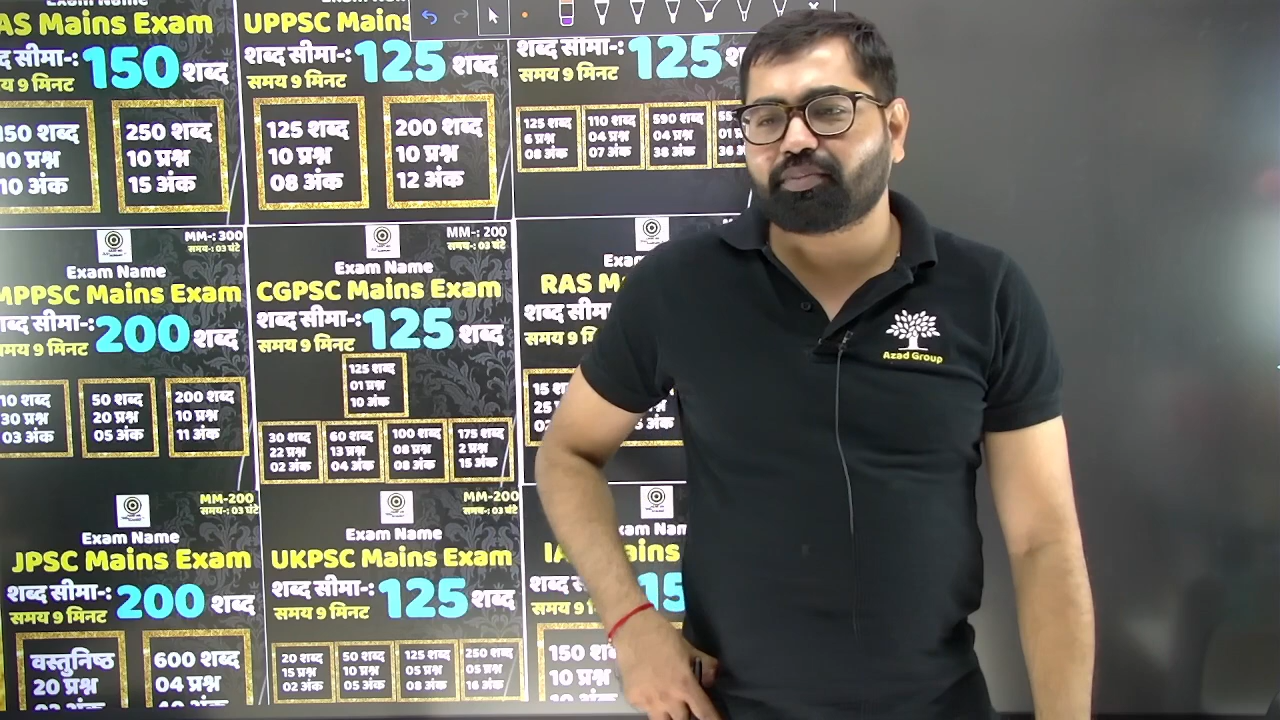 AS Mains Exam
शब्द सीमा-: 150 शब्द
समय 9 मिनट
150 शब्द
10 प्रश्न
10 अंक
250 शब्द
10 प्रश्न
15 अंक
UPPSC Mains
शब्द सीमा-: 125 शब्द
समय 9 मिनट
125 शब्द
10 प्रश्न
08 अंक
200 शब्द
10 प्रश्न
12 अंक
शब्द सीमा-: 125
समय 9 मिनट
125 शब्द
6 प्रश्न
08 अंक
110 शब्द
04 प्रश्न
07 अंक
590 शब्द
04 प्रश्न
38 अंक
MM-: 300
समय-: 03 घंटे
Exam Name
MPPSC Mains Exam
शब्द सीमा-: 200 शब्द
समय 9 मिनट
10 शब्द
30 प्रश्न
03 अंक
50 शब्द
20 प्रश्न
05 अंक
200 शब्द
10 प्रश्न
11 अंक
MM-: 200
समय-: 03 घंटे
Exam Name
CGPSC Mains Exam
शब्द सीमा-: 125 शब्द
समय 9 मिनट
125 शब्द
01 प्रश्न
10 अंक
30 शब्द
22 प्रश्न
02 अंक
60 शब्द
13 प्रश्न
04 अंक
100 शब्द
08 प्रश्न
08 अंक
175 शब्द
2 प्रश्न
15 अंक
RAS
शब्द
समय 9 मिनट
Azad Group
MM-200
समय-: 03 घंटे
Exam Name
JPSC Mains Exam
शब्द सीमा-: 200 शब्द
समय 9 मिनट
वस्तुनिष्ठ
20 प्रश्न
600 शब्द
04 प्रश्न
MM-200
समय-: 03 घंटे
Exam Name
UKPSC Mains Exam
शब्द सीमा-: 125 शब्द
समय 9 मिनट
20 शब्द
15 प्रश्न
02 अंक
50 शब्द
10 प्रश्न
05 अंक
125 शब्द
05 प्रश्न
08 अंक
250 शब्द
05 प्रश्न
16 अंक
शब्द
15
समय 9 मिनट
150
10